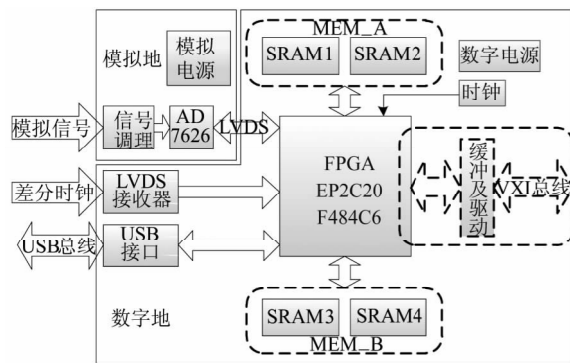 MEM_A
模拟地
模拟
电源
SRAM1
SRAM2
数字电源
时钟
模拟信号
信号
调理
AD
7626
LVDS
FPGA
EP2C20
F484C6
缓冲及驱动
VXI总线
差分时钟
LVDS
接收器
USB总线
USB
接口
数字地
SRAM3
SRAM4
MEM_B